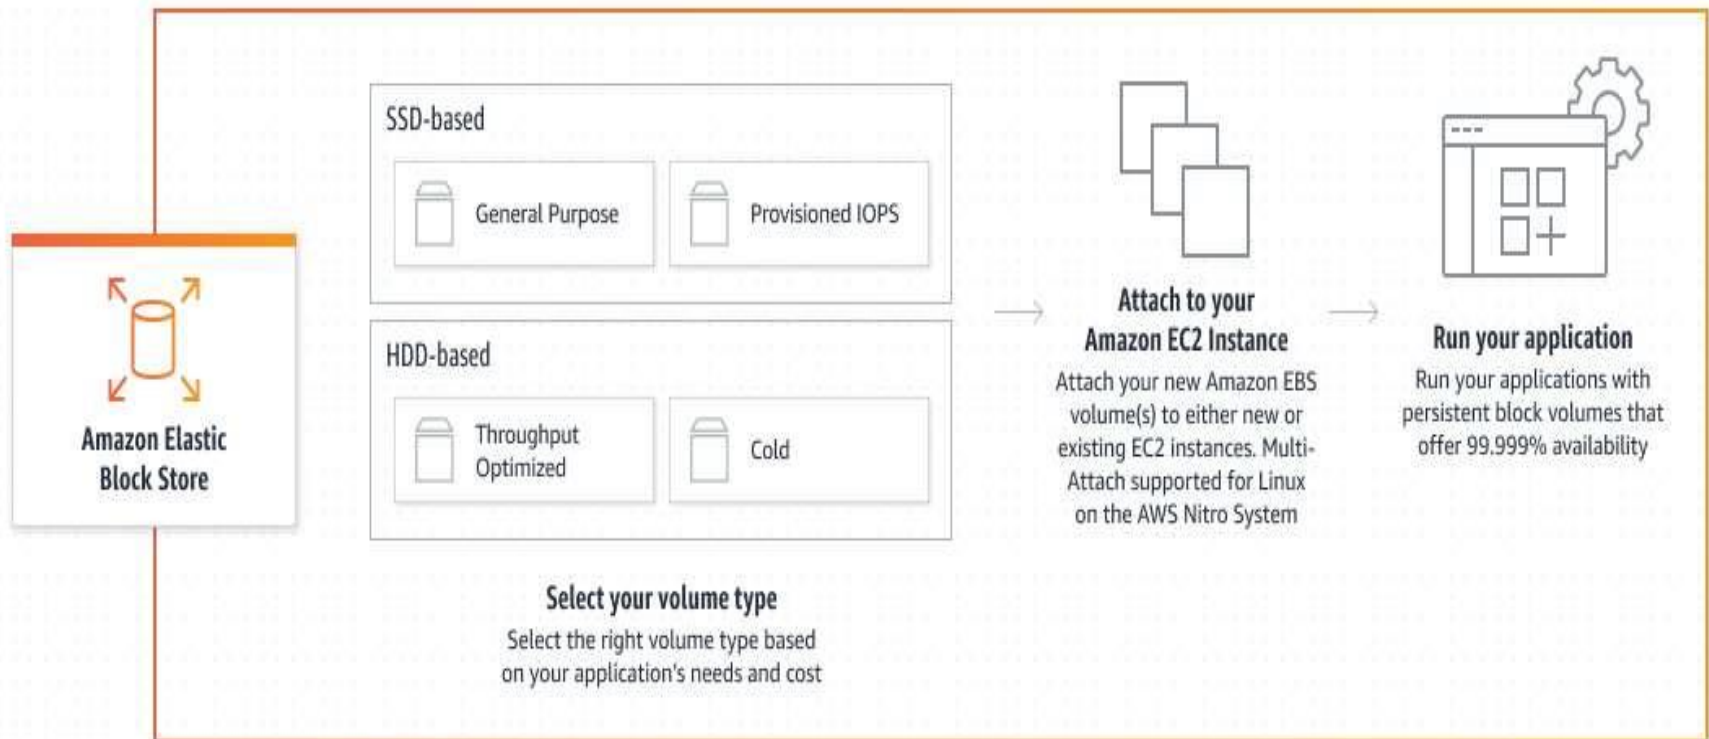 Amazon Elastic
Block Store
SSD-based
General Purpose
Provisioned IOPS
HDD-based
Throughput
Optimized
Cold
Select your volume type
Select the right volume type based
on your application's needs and cost
Attach to your
Amazon EC2 Instance
Attach your new Amazon EBS
volume(s) to either new or
existing EC2 instances. Multi-
Attach supported for Linux
on the AWS Nitro System
Run your application
Run your applications with
persistent block volumes that
offer 99.999% availability